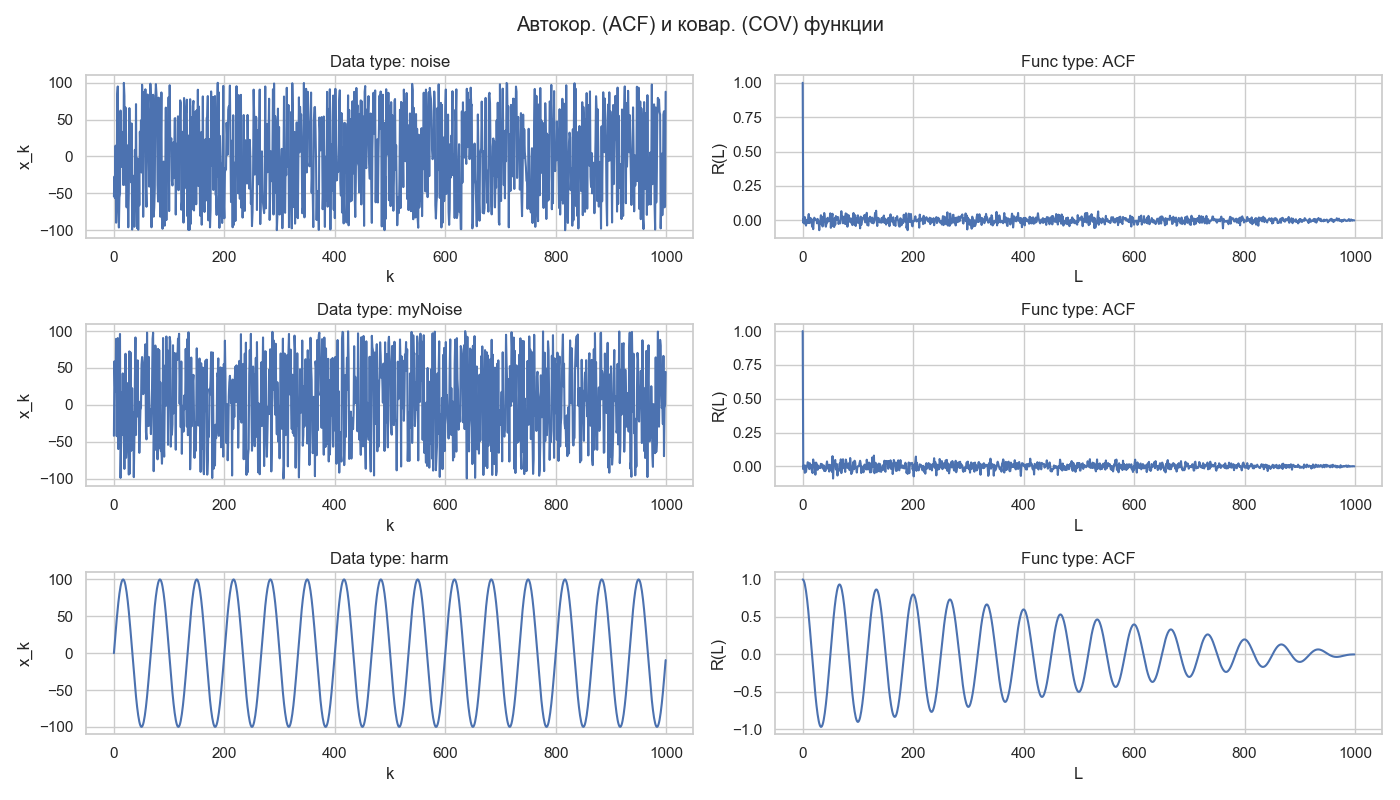 Автокор. (ACF) и ковар. (COV) функции
Data type: noise
x_k
100
50
0
−50
−100
0 200 400 600 800 1000
k
Func type: ACF
R(L)
1.00
0.75
0.50
0.25
0.00
0 200 400 600 800 1000
L
Data type: myNoise
x_k
100
50
0
−50
−100
0 200 400 600 800 1000
k
Func type: ACF
R(L)
1.00
0.75
0.50
0.25
0.00
0 200 400 600 800 1000
L
Data type: harm
x_k
100
50
0
−50
−100
0 200 400 600 800 1000
k
Func type: ACF
R(L)
1.0
0.5
0.0
−0.5
−1.0
0 200 400 600 800 1000
L